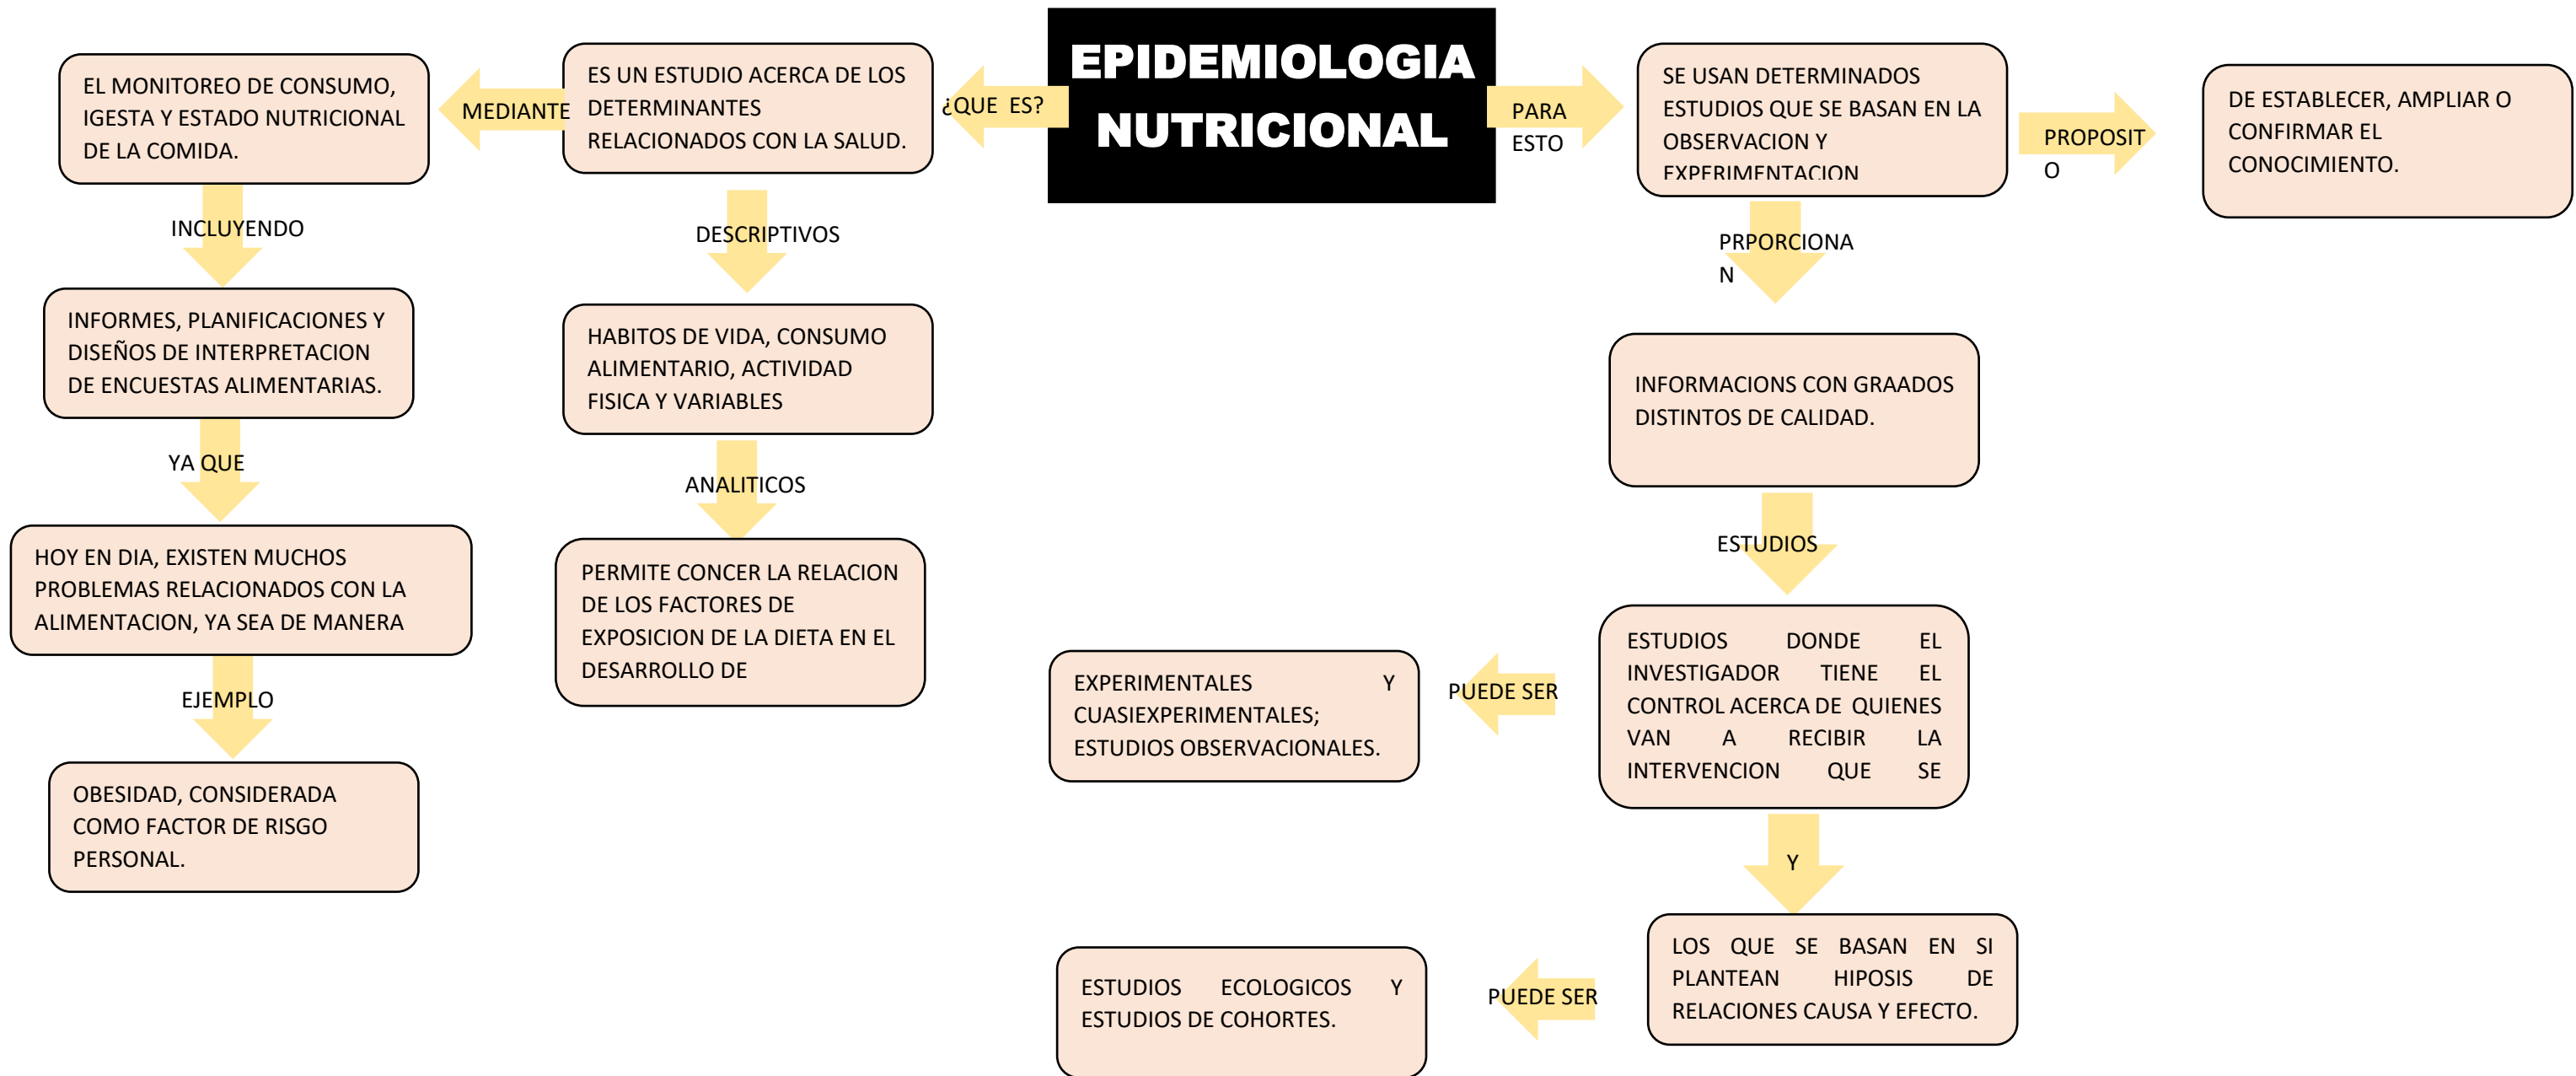 EPIDEMIOLOGIA
NUTRICIONAL
¿QUE ES?
ES UN ESTUDIO ACERCA DE LOS
DETERMINANTES
RELACIONADOS CON LA SALUD.
MEDIANTE
EL MONITOREO DE CONSUMO,
IGESTA Y ESTADO NUTRICIONAL
DE LA COMIDA.
INCLUYENDO
INFORMES, PLANIFICACIONES Y
DISEÑOS DE INTERPRETACION
DE ENCUESTAS ALIMENTARIAS.
YA QUE
HOY EN DIA, EXISTEN MUCHOS
PROBLEMAS RELACIONADOS CON LA
ALIMENTACION, YA SEA DE MANERA
EJEMPLO
OBESIDAD, CONSIDERADA
COMO FACTOR DE RISGO
PERSONAL.
DESCRIPTIVOS
HABITOS DE VIDA, CONSUMO
ALIMENTARIO, ACTIVIDAD
FISICA Y VARIABLES
ANALITICOS
PERMITE CONCER LA RELACION
DE LOS FACTORES DE
EXPOSICION DE LA DIETA EN EL
DESARROLLO DE
PARA
ESTO
SE USAN DETERMINADOS
ESTUDIOS QUE SE BASAN EN LA
OBSERVACION Y
EXPERIMENTACION
PROPOSIT
O
DE ESTABLECER, AMPLIAR O
CONFIRMAR EL
CONOCIMIENTO.
PRPORCIONA
N
INFORMACIONS CON GRAADOS
DISTINTOS DE CALIDAD.
ESTUDIOS
ESTUDIOS DONDE EL
INVESTIGADOR TIENE EL
CONTROL ACERCA DE QUIENES
VAN A RECIBIR LA
INTERVENCION QUE SE
PUEDE SER
EXPERIMENTALES Y
CUASIEXPERIMENTALES;
ESTUDIOS OBSERVACIONALES.
Y
LOS QUE SE BASAN EN SI
PLANTEAN HIPOSIS DE
RELACIONES CAUSA Y EFECTO.
PUEDE SER
ESTUDIOS ECOLOGICOS Y
ESTUDIOS DE COHORTES.